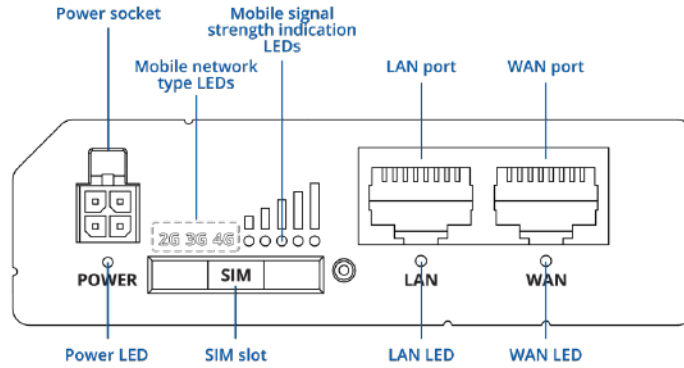 Power socket
Mobile signal
strength indication
LEDs
Mobile network
type LEDs
LAN port
WAN port
2G 3G 4G
POWER
SIM
LAN
WAN
Power LED
SIM slot
LAN LED
WAN LED